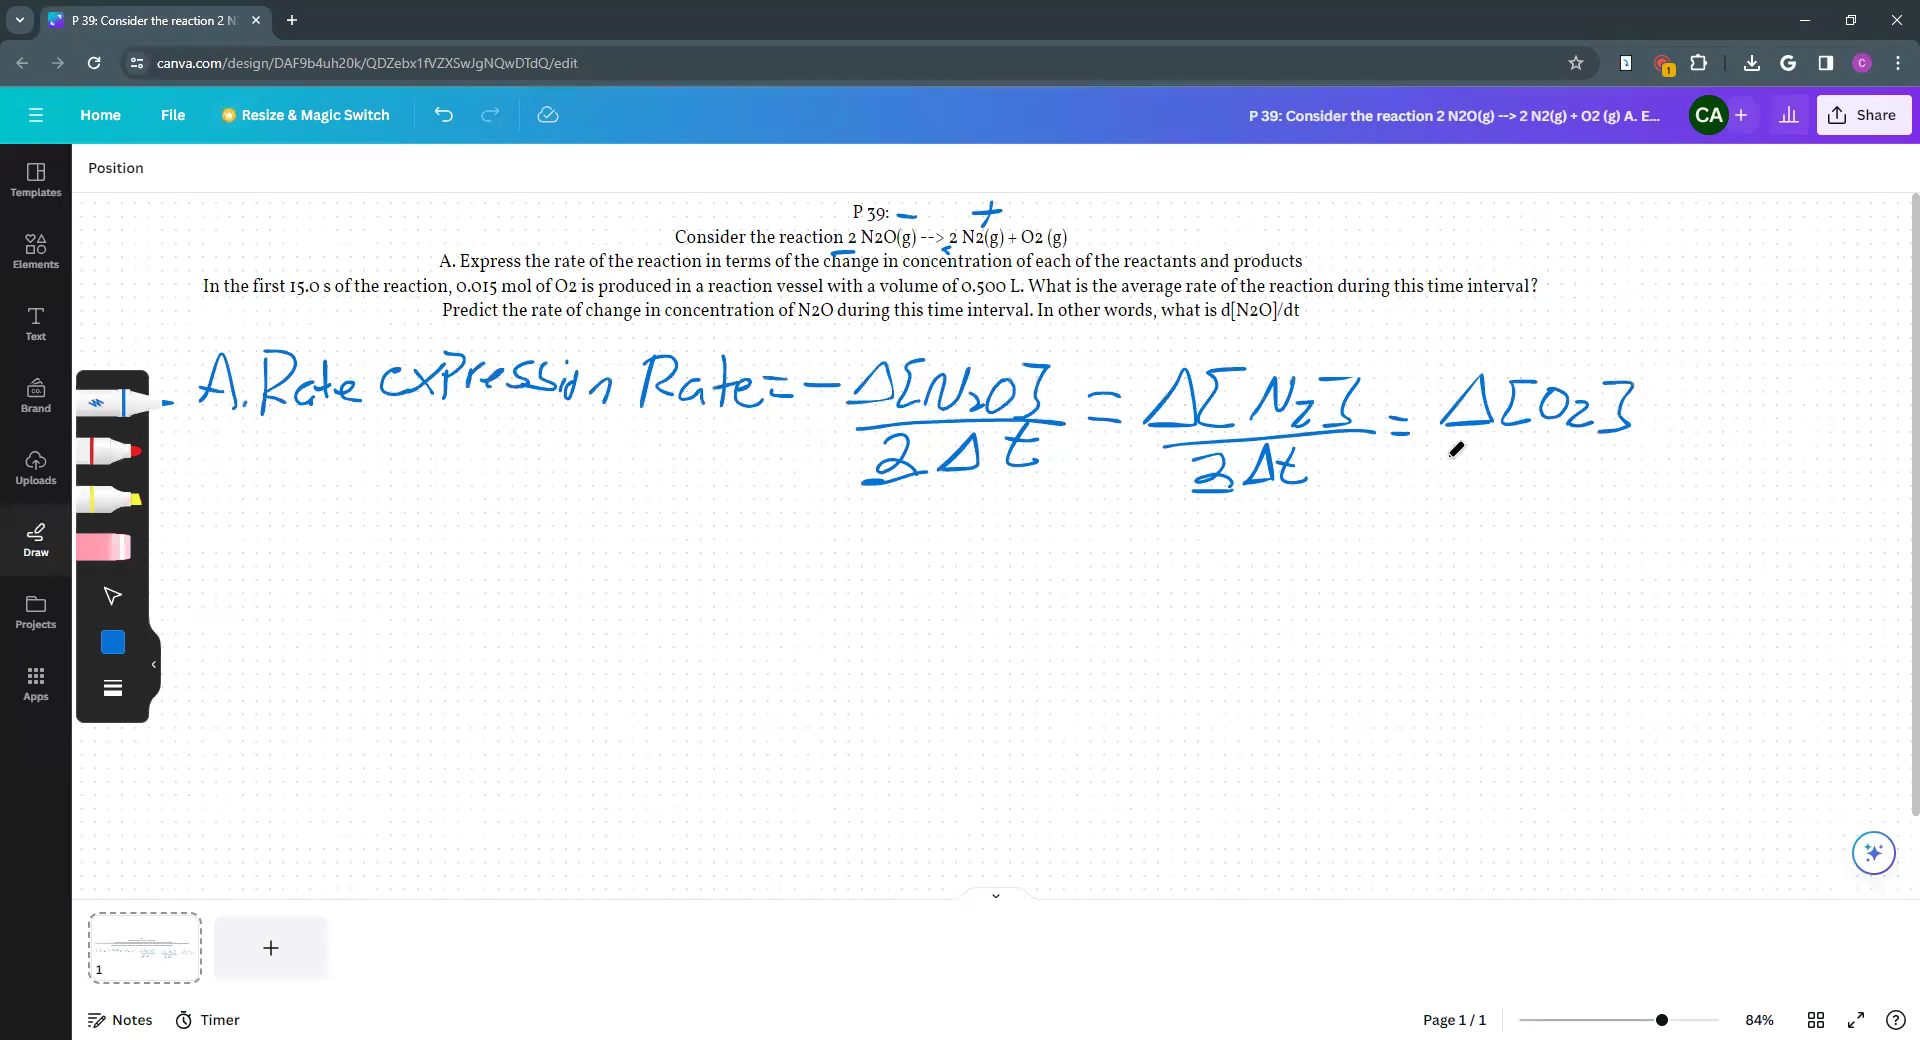 P 39: Consider the reaction 2 N
canva.com/design/DAF9b4uh20k/QDZebx1fVZXSwJgNQwDTdQ/edit
1
G
C
Home
File
Resize & Magic Switch
P 39: Consider the reaction 2 N2O(g) --> 2 N2(g) + O2 (g) A. E...
CA
+
Share
Templates
Elements
Text
Brand
Uploads
Draw
Projects
Apps
Position
P 39: - +
Consider the reaction 2 N2O(g) --> 2 N2(g) + O2 (g)
A. Express the rate of the reaction in terms of the change in concentration of each of the reactants and products
In the first 15.0 s of the reaction, 0.015 mol of O2 is produced in a reaction vessel with a volume of 0.500 L. What is the average rate of the reaction during this time interval?
Predict the rate of change in concentration of N2O during this time interval. In other words, what is d[N2O]/dt
A. Rate expression Rate = - Δ[N2O] = Δ[N2] = Δ[O2]
2 Δt 2 Δt
1
+
Notes
Timer
Page 1 / 1
84%